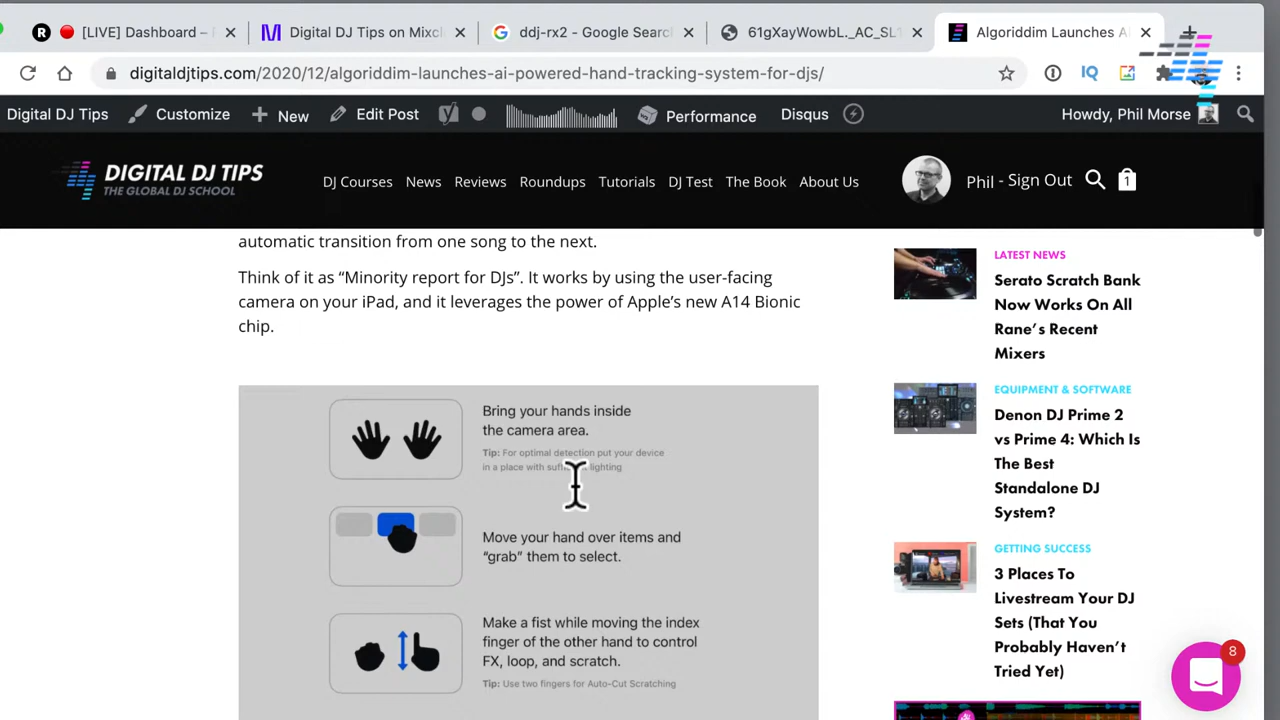 [LIVE] Dashboard –
Digital DJ Tips on Mixcl
ddj-rx2 - Google Searc
61gXayWowbL._AC_SL
Algoriddim Launches AI
digitaldjtips.com/2020/12/algoriddim-launches-ai-powered-hand-tracking-system-for-djs/
IQ
Digital DJ Tips
Customize
New
Edit Post
Performance
Disqus
Howdy, Phil Morse
DIGITAL DJ TIPS
THE GLOBAL DJ SCHOOL
DJ Courses
News
Reviews
Roundups
Tutorials
DJ Test
The Book
About Us
Phil - Sign Out
1
automatic transition from one song to the next.
Think of it as “Minority report for DJs”. It works by using the user-facing
camera on your iPad, and it leverages the power of Apple’s new A14 Bionic
chip.
Bring your hands inside
the camera area.
Tip: For optimal detection put your device
in a place with lighting
Move your hand over items and
“grab” them to select.
Make a fist while moving the index
finger of the other hand to control
FX, loop, and scratch.
Tip: Use two fingers for Auto-Cut Scratching
LATEST NEWS
Serato Scratch Bank
Now Works On All
Rane’s Recent
Mixers
EQUIPMENT & SOFTWARE
Denon DJ Prime 2
vs Prime 4: Which Is
The Best
Standalone DJ
System?
GETTING SUCCESS
3 Places To
Livestream Your DJ
Sets (That You
Probably Haven’t
Tried Yet)
8